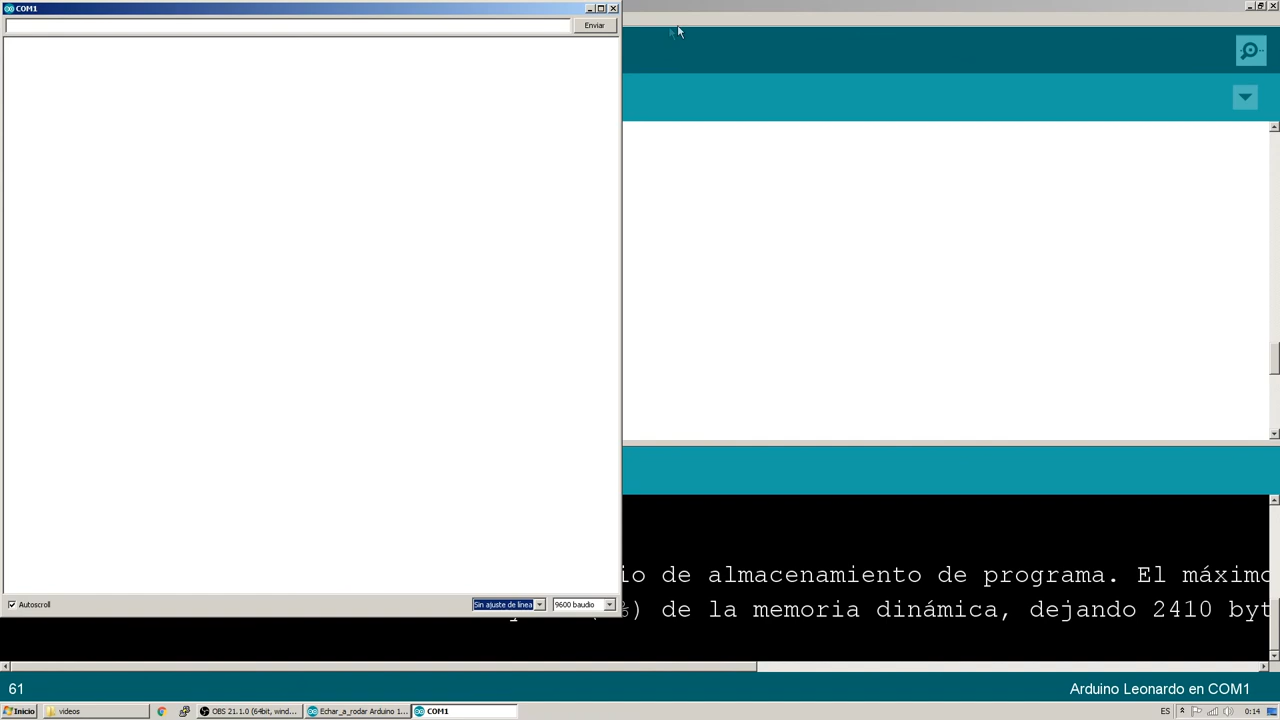 COM1
Enviar
io de almacenamiento de programa. El máximo
%) de la memoria dinámica, dejando 2410 byt
Autoscroll
Sin ajuste de línea
9600 baudio
61
Arduino Leonardo en COM1
Inicio
videos
OBS 21.1.0 (64bit, wind...
Echar_a_rodar Arduino 1...
COM1
ES
0:14